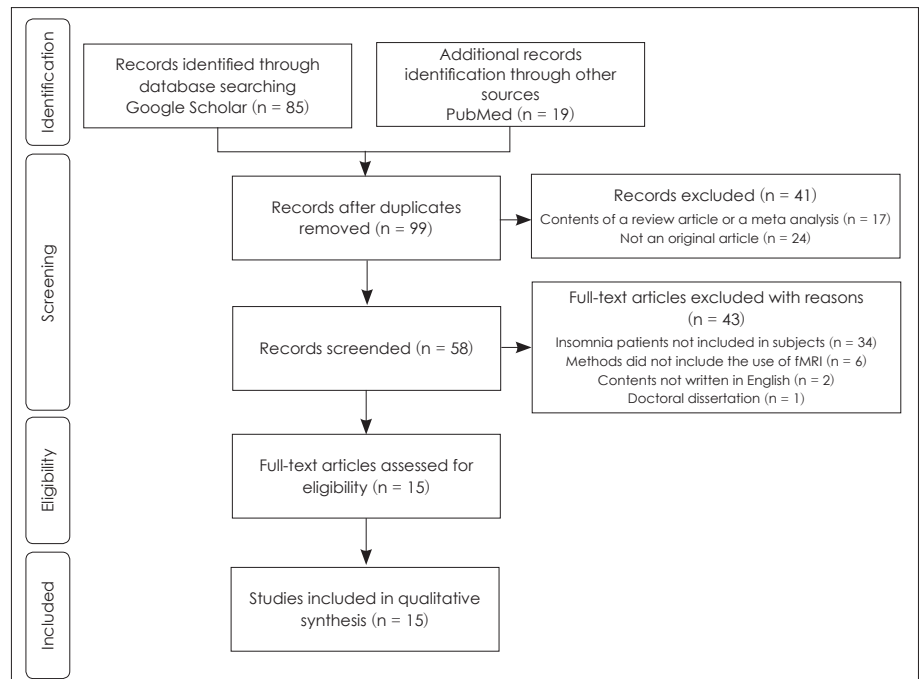 Identification
Records identified through
database searching
Google Scholar (n = 85)
Additional records
identification through other
sources
PubMed (n = 19)
Screening
Records after duplicates
removed (n = 99)
Records excluded (n = 41)
Contents of a review article or a meta analysis (n = 17)
Not an original article (n = 24)
Records screended (n = 58)
Full-text articles excluded with reasons
(n = 43)
Insomnia patients not included in subjects (n = 34)
Methods did not include the use of fMRI (n = 6)
Contents not written in English (n = 2)
Doctoral dissertation (n = 1)
Eligibility
Full-text articles assessed for
eligibility (n = 15)
Included
Studies included in qualitative
synthesis (n = 15)